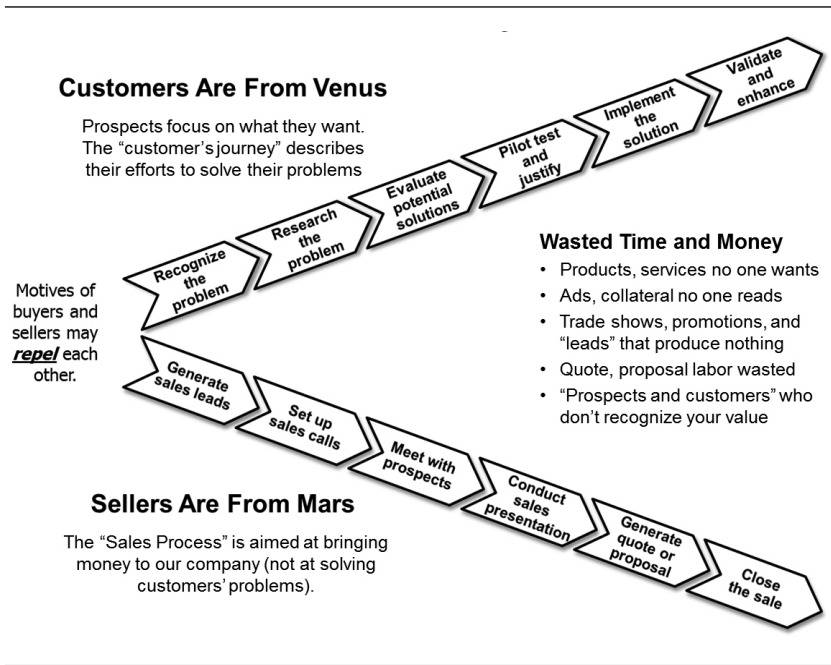 Customers Are From Venus
Prospects focus on what they want.
The “customer’s journey” describes
their efforts to solve their problems
Recognize
the
problem
Research
the
problem
Evaluate
potential
solutions
Pilot test
and
justify
Implement
the
solution
Validate
and
enhance
Motives of
buyers and
sellers may
repel each
other.
Wasted Time and Money
• Products, services no one wants
• Ads, collateral no one reads
• Trade shows, promotions, and
“leads” that produce nothing
• Quote, proposal labor wasted
• “Prospects and customers” who
don’t recognize your value
Generate
sales leads
Set up
sales calls
Meet with
prospects
Conduct
sales
presentation
Generate
quote or
proposal
Close
the sale
Sellers Are From Mars
The “Sales Process” is aimed at bringing
money to our company (not at solving
customers’ problems).